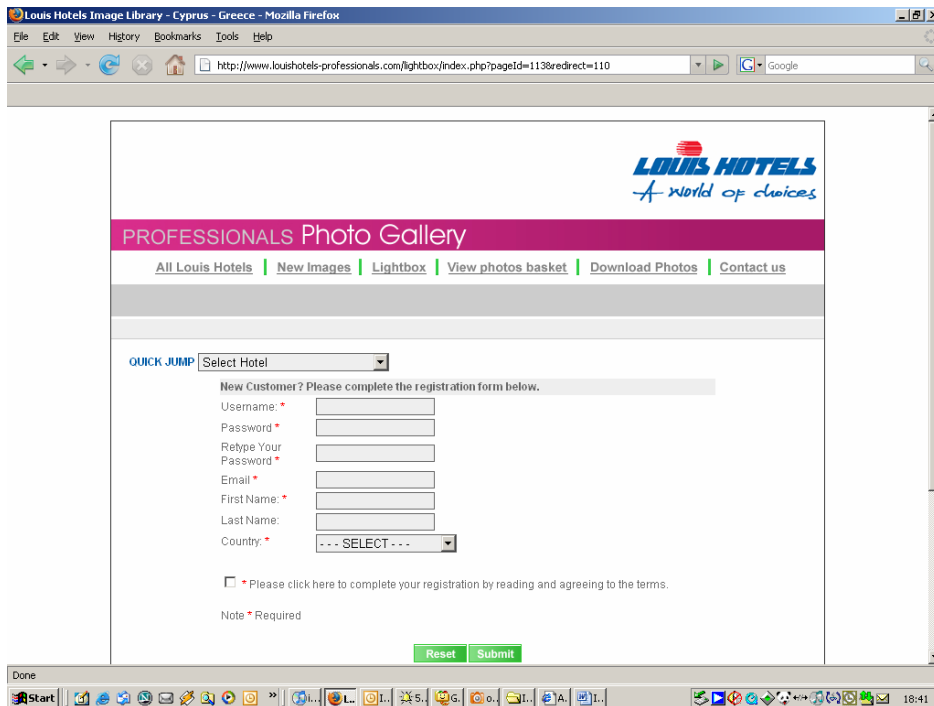 Louis Hotels Image Library - Cyprus - Greece - Mozilla Firefox
File Edit View History Bookmarks Tools Help
http://www.louishotels-professionals.com/lightbox/index.php?pageId=113&redirect=110
G Google
LOUIS HOTELS
A world of choices
PROFESSIONALS Photo Gallery
All Louis Hotels | New Images | Lightbox | View photos basket | Download Photos | Contact us
QUICK JUMP Select Hotel
New Customer? Please complete the registration form below.
Username: *
Password *
Retype Your
Password *
Email *
First Name: *
Last Name:
Country: * - - - SELECT - - -
* Please click here to complete your registration by reading and agreeing to the terms.
Note * Required
Reset Submit
Done
Start » i... L... I... 5... G... o... I... A... I... 18:41